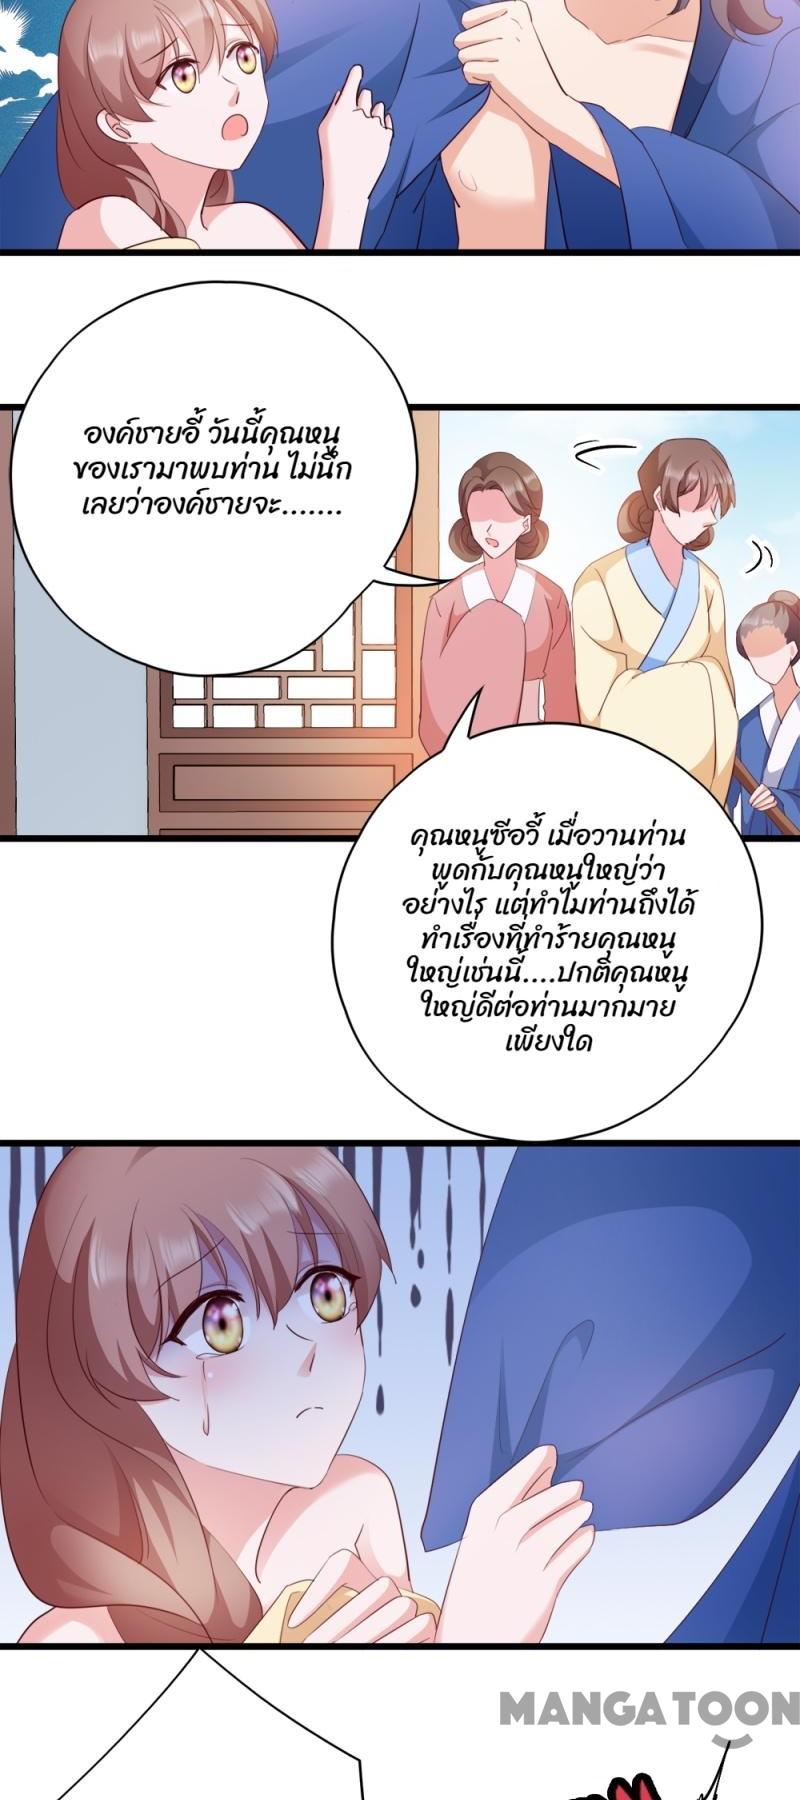 องค์ชายอี้ วันนี้คุณหนู
ของเรามาพบท่าน ไม่นึก
เลยว่าองค์ชายจะ.......
คุณหนูซีอวี้ เมื่อวานท่าน
พูดกับคุณหนูใหญ่ว่า
อย่างไร แต่ทำไมท่านถึงได้
ทำเรื่องที่ทำร้ายคุณหนู
ใหญ่เช่นนี้....ปกติคุณหนู
ใหญ่ดีต่อท่านมากมาย
เพียงใด
MANGATOON